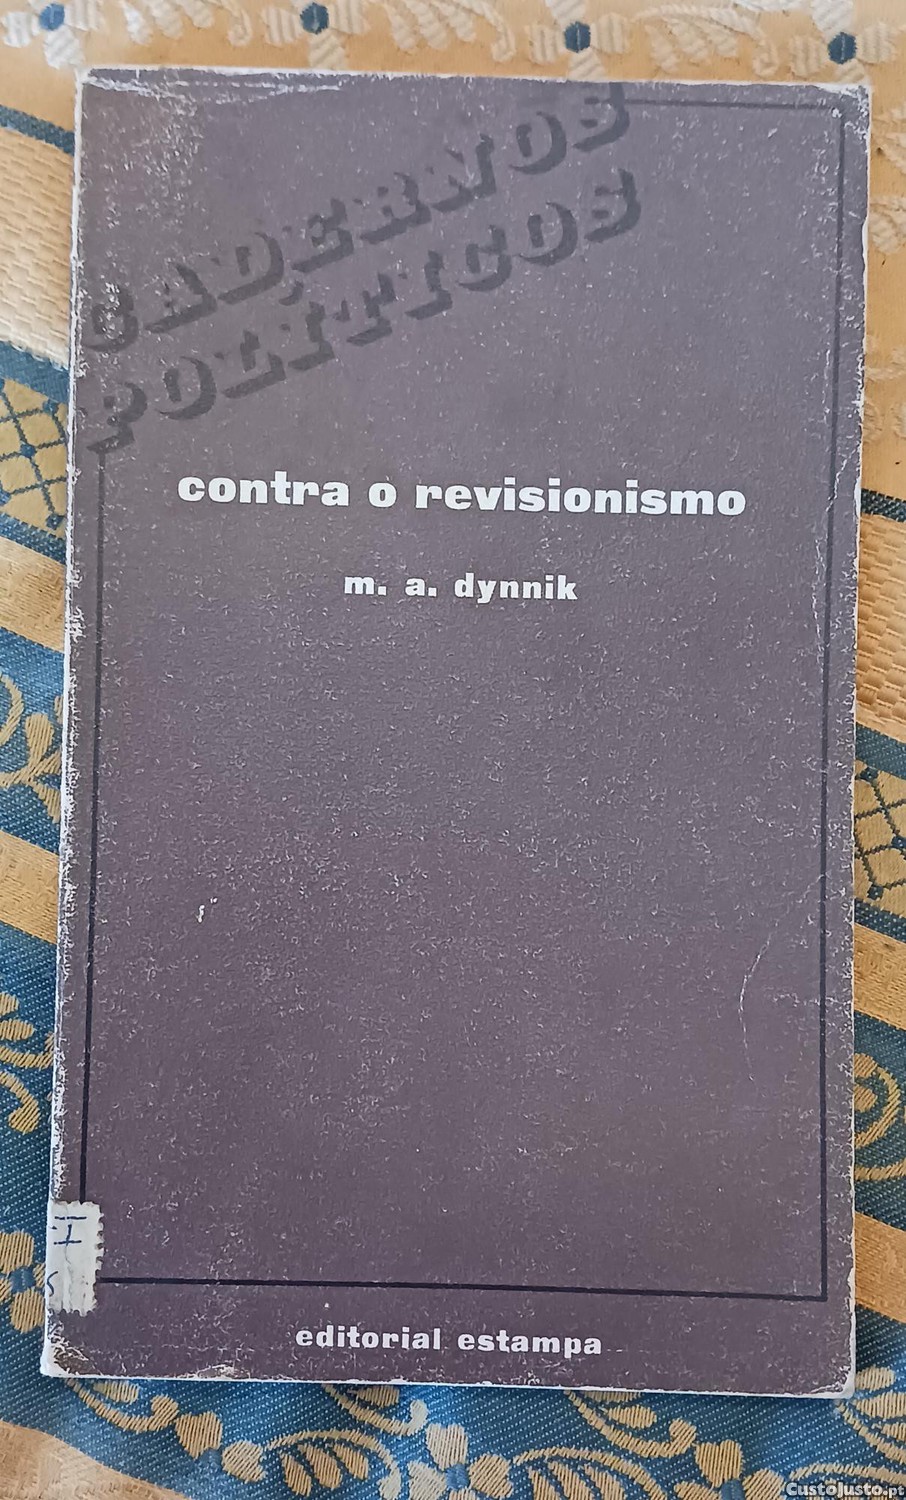 CADERNOS
POLÍTICOS
contra o revisionismo
m. a. dynnik
I
S
editorial estampa
CustoJusto.pt